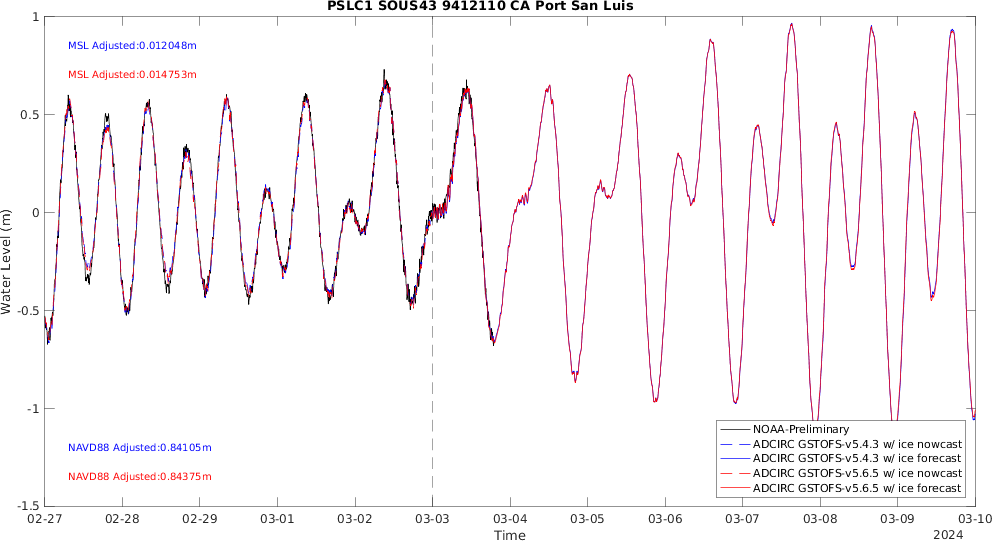 PSLC1 SOUS43 9412110 CA Port San Luis
MSL Adjusted:0.012048m
MSL Adjusted:0.014753m
NAVD88 Adjusted:0.84105m
NAVD88 Adjusted:0.84375m
Water Level (m)
1
0.5
0
-0.5
-1
-1.5
NOAA-Preliminary
ADCIRC GSTOFS-v5.4.3 w/ ice nowcast
ADCIRC GSTOFS-v5.4.3 w/ ice forecast
ADCIRC GSTOFS-v5.6.5 w/ ice nowcast
ADCIRC GSTOFS-v5.6.5 w/ ice forecast
02-27 02-28 02-29 03-01 03-02 03-03 03-04 03-05 03-06 03-07 03-08 03-09 03-10
Time
2024